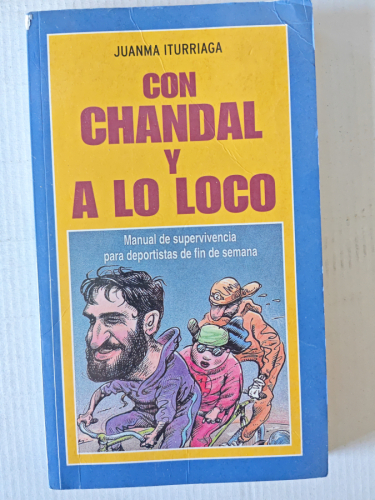 JUANMA ITURRIAGA
CON
CHANDAL
Y
A LO LOCO
Manual de supervivencia
para deportistas de fin de semana